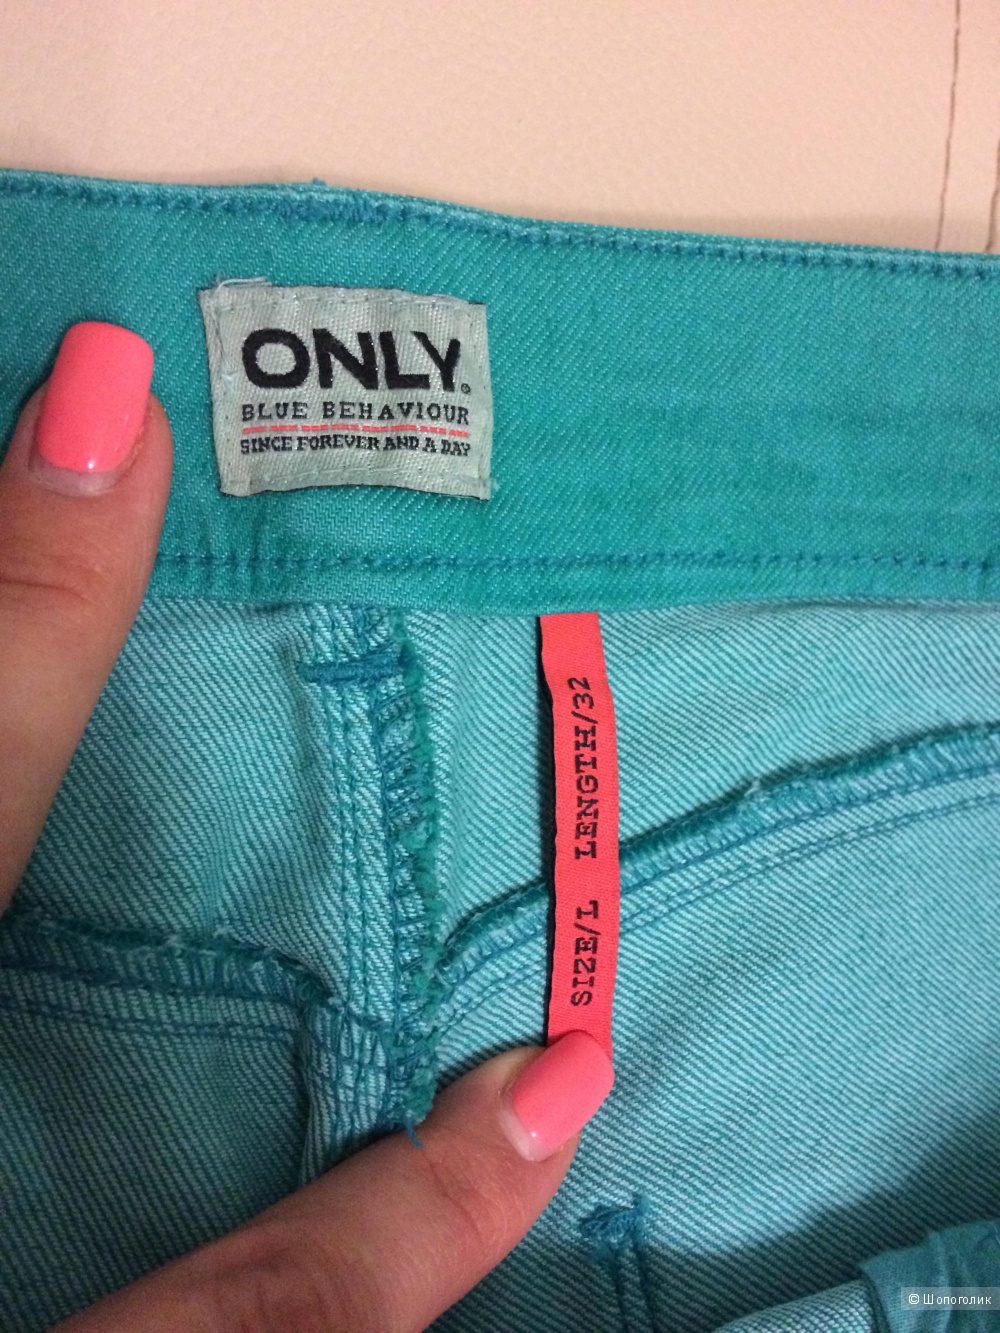 ONLY.
BLUE BEHAVIOUR
SINCE FOREVER AND A DAY
SIZE/L LENGTH/32
© Шопоголик